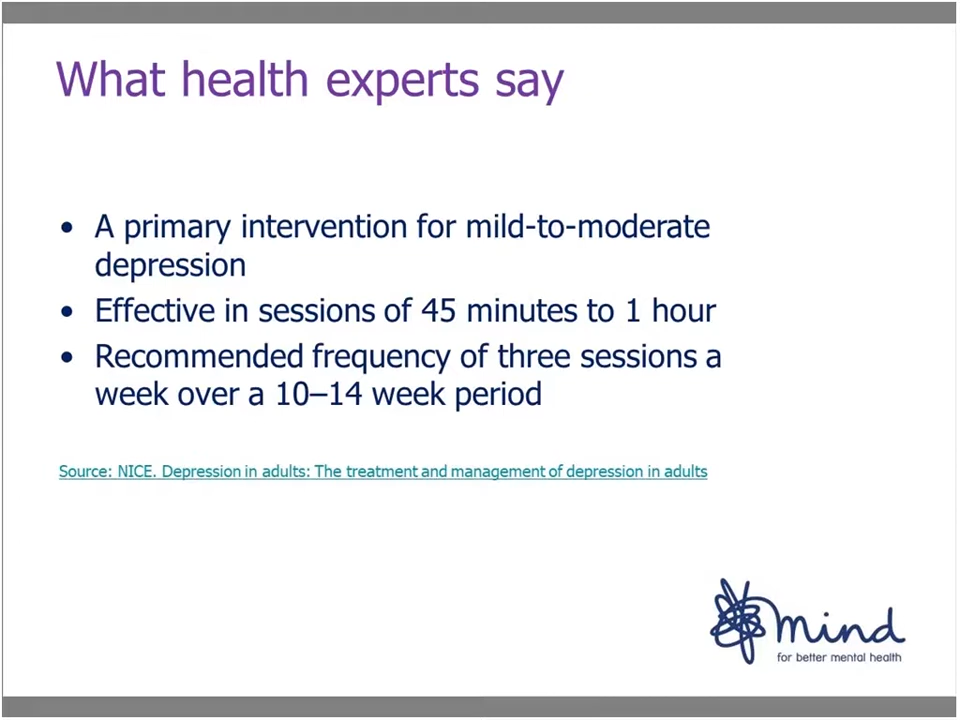 What health experts say
• A primary intervention for mild-to-moderate
depression
• Effective in sessions of 45 minutes to 1 hour
• Recommended frequency of three sessions a
week over a 10–14 week period
Source: NICE. Depression in adults: The treatment and management of depression in adults
mind
for better mental health